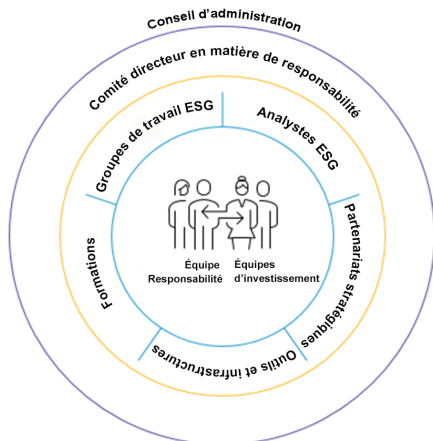 Conseil d'administration
Comité directeur en matière de responsabilité
Groupes de travail ESG
Analystes ESG
Équipe
Responsabilité
Équipes
d'investissement
Formations
Partenariats stratégiques
Outils et infrastructures